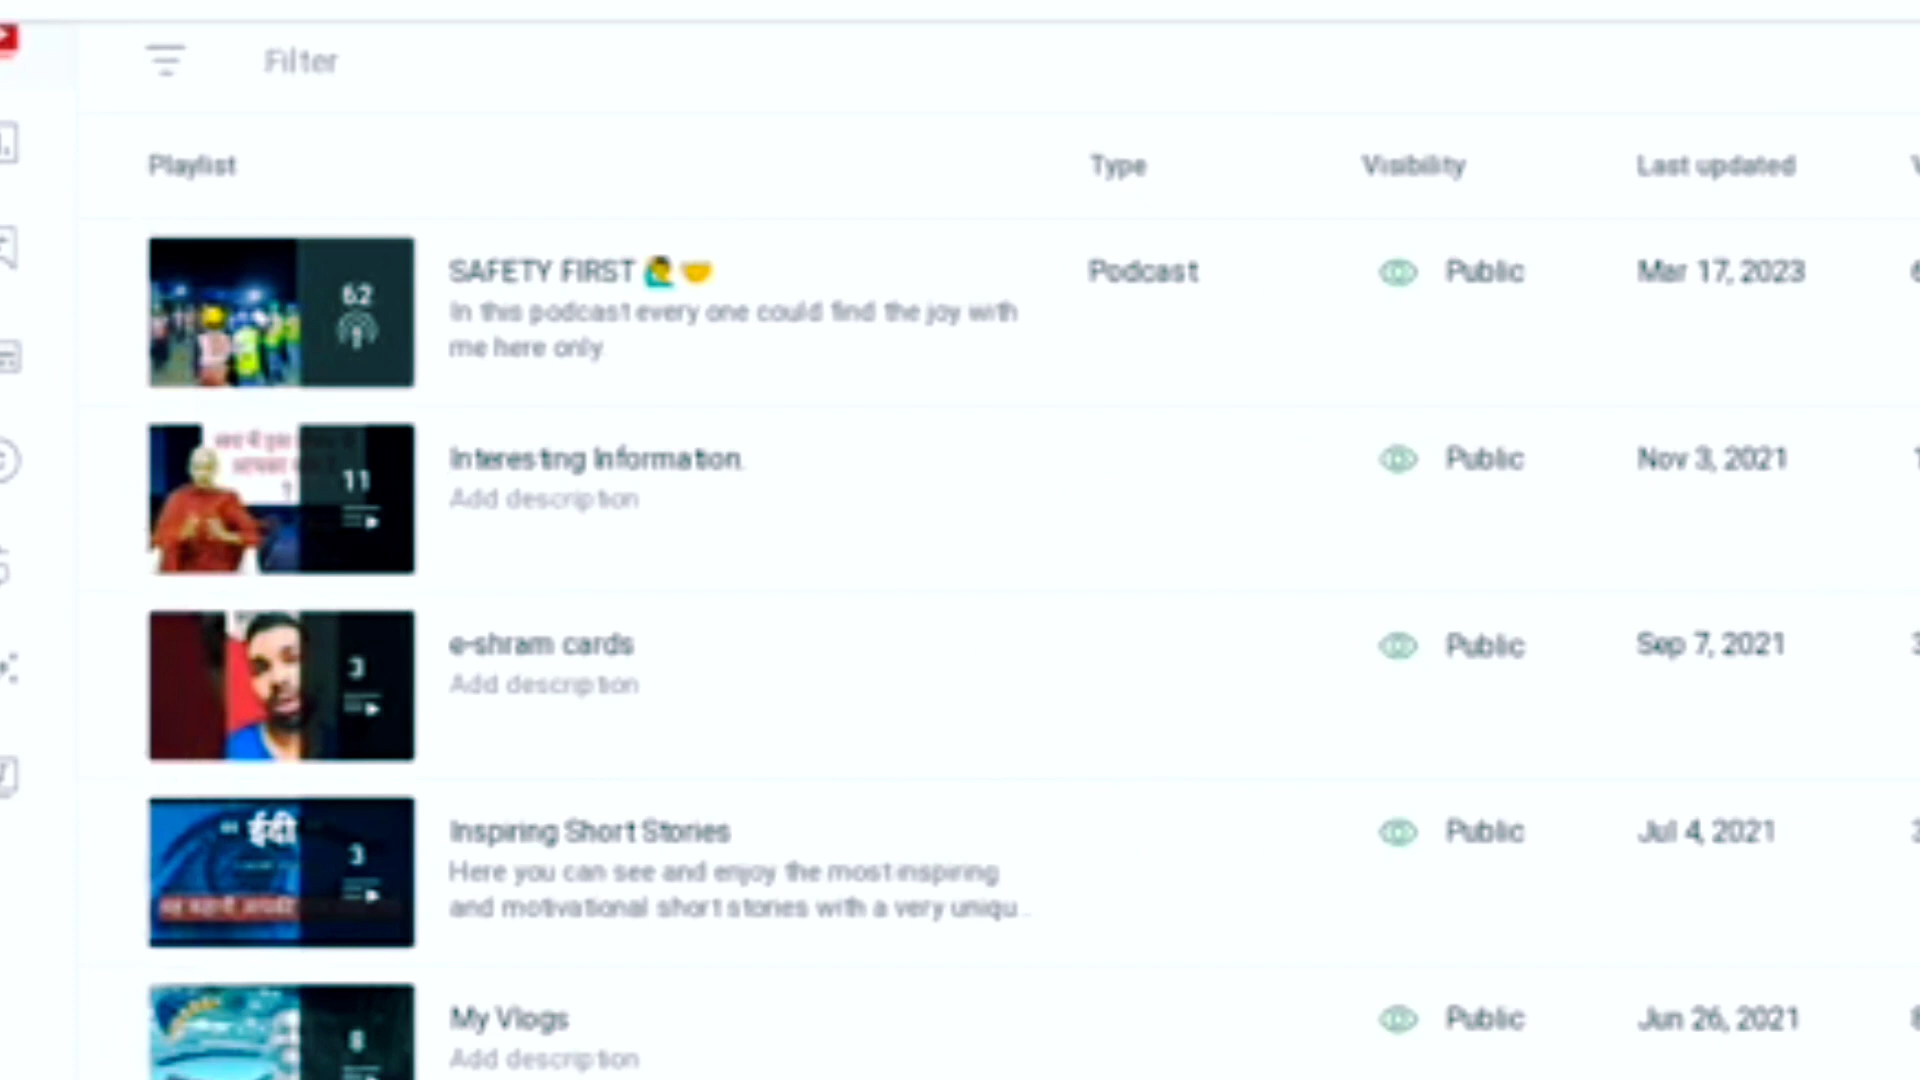 Filter
Playlist Type Visibility Last updated
62
SAFETY FIRST 🙋‍♂️🤝 Podcast Public Mar 17, 2023
In this podcast every one could find the joy with
me here only.
11
Interesting Information. Public Nov 3, 2021
Add description
3
e-shram cards Public Sep 7, 2021
Add description
ईदी
3
Inspiring Short Stories Public Jul 4, 2021
Here you can see and enjoy the most inspiring
and motivational short stories with a very uniqu...
8
My Vlogs Public Jun 26, 2021
Add description